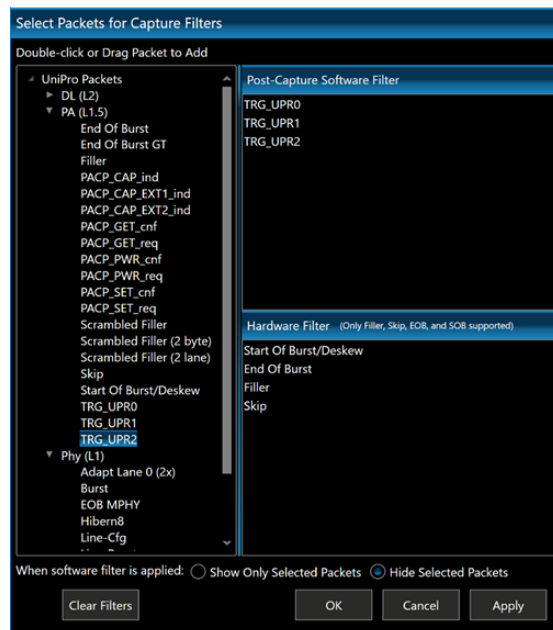 Select Packets for Capture Filters
Double-click or Drag Packet to Add
UniPro Packets
DL (L2)
PA (L1.5)
End Of Burst
End Of Burst GT
Filler
PACP_CAP_ind
PACP_CAP_EXT1_ind
PACP_CAP_EXT2_ind
PACP_GET_cnf
PACP_GET_req
PACP_PWR_cnf
PACP_PWR_req
PACP_SET_cnf
PACP_SET_req
Scrambled Filler
Scrambled Filler (2 byte)
Scrambled Filler (2 lane)
Skip
Start Of Burst/Deskew
TRG_UPR0
TRG_UPR1
TRG_UPR2
Phy (L1)
Adapt Lane 0 (2x)
Burst
EOB MPHY
Hibern8
Line-Cfg
Post-Capture Software Filter
TRG_UPR0
TRG_UPR1
TRG_UPR2
Hardware Filter (Only Filler, Skip, EOB, and SOB supported)
Start Of Burst/Deskew
End Of Burst
Filler
Skip
When software filter is applied: Show Only Selected Packets Hide Selected Packets
Clear Filters OK Cancel Apply